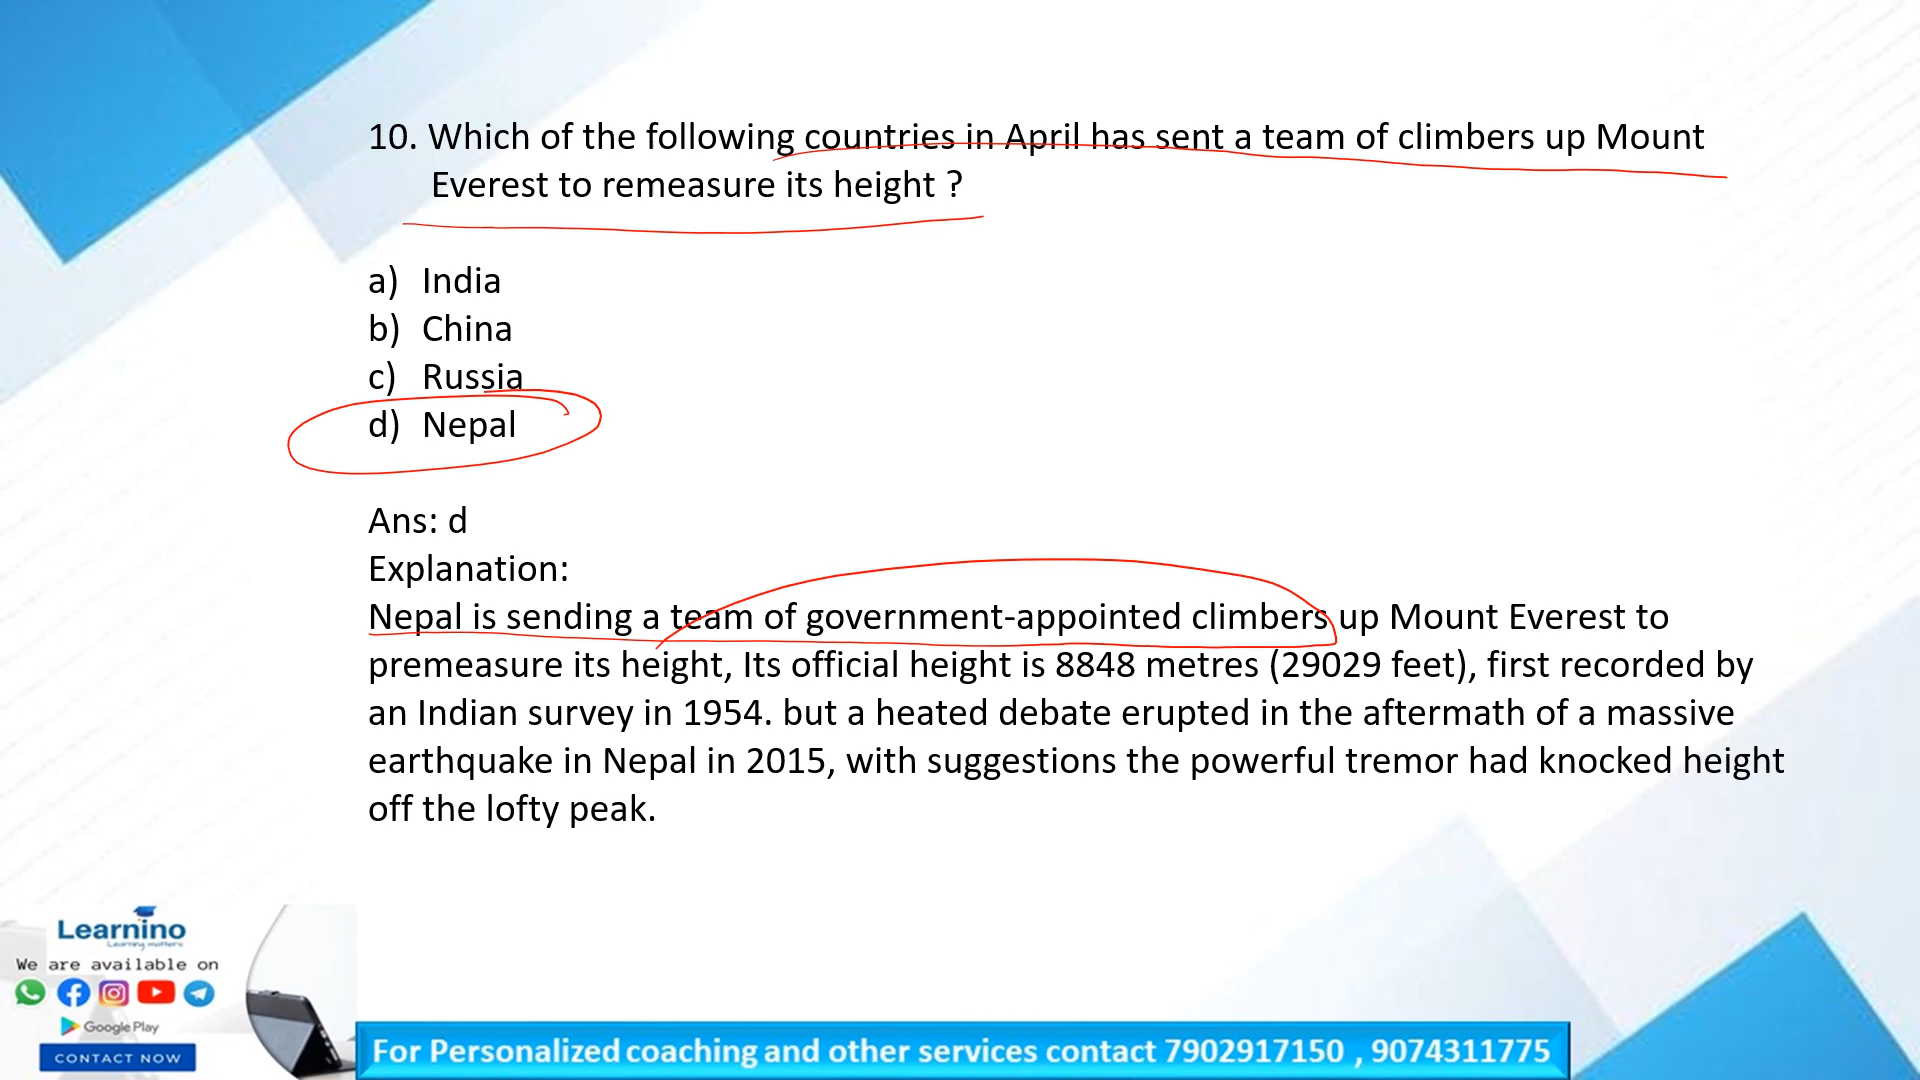 10. Which of the following countries in April has sent a team of climbers up Mount
Everest to remeasure its height ?
a) India
b) China
c) Russia
d) Nepal
Ans: d
Explanation:
Nepal is sending a team of government-appointed climbers up Mount Everest to
premeasure its height, Its official height is 8848 metres (29029 feet), first recorded by
an Indian survey in 1954. but a heated debate erupted in the aftermath of a massive
earthquake in Nepal in 2015, with suggestions the powerful tremor had knocked height
off the lofty peak.
Learnino
Learning matters
We are available on
Google Play
CONTACT NOW
For Personalized coaching and other services contact 7902917150 , 9074311775